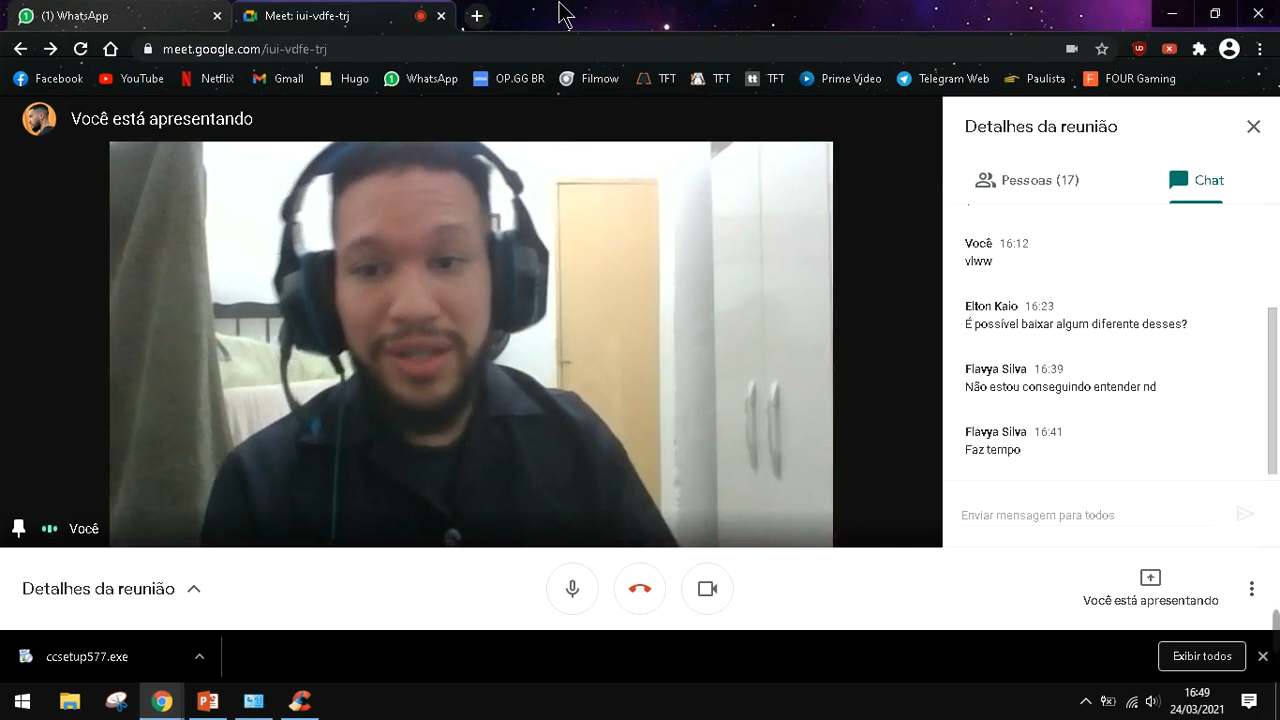 (1) WhatsApp
Meet: iui-vdfe-trj
meet.google.com/iui-vdfe-trj
Facebook YouTube Netflix Gmail Hugo WhatsApp OP.GG BR Filmow TFT TFT TFT Prime Video Telegram Web Paulista FOUR Gaming
Você está apresentando
Detalhes da reunião
Pessoas (17) Chat
Você 16:12
vlww
Elton Kaio 16:23
É possível baixar algum diferente desses?
Flavya Silva 16:39
Não estou conseguindo entender nd
Flavya Silva 16:41
Faz tempo
Enviar mensagem para todos
Você
Detalhes da reunião
Você está apresentando
ccsetup577.exe
Exibir todos
16:49
24/03/2021